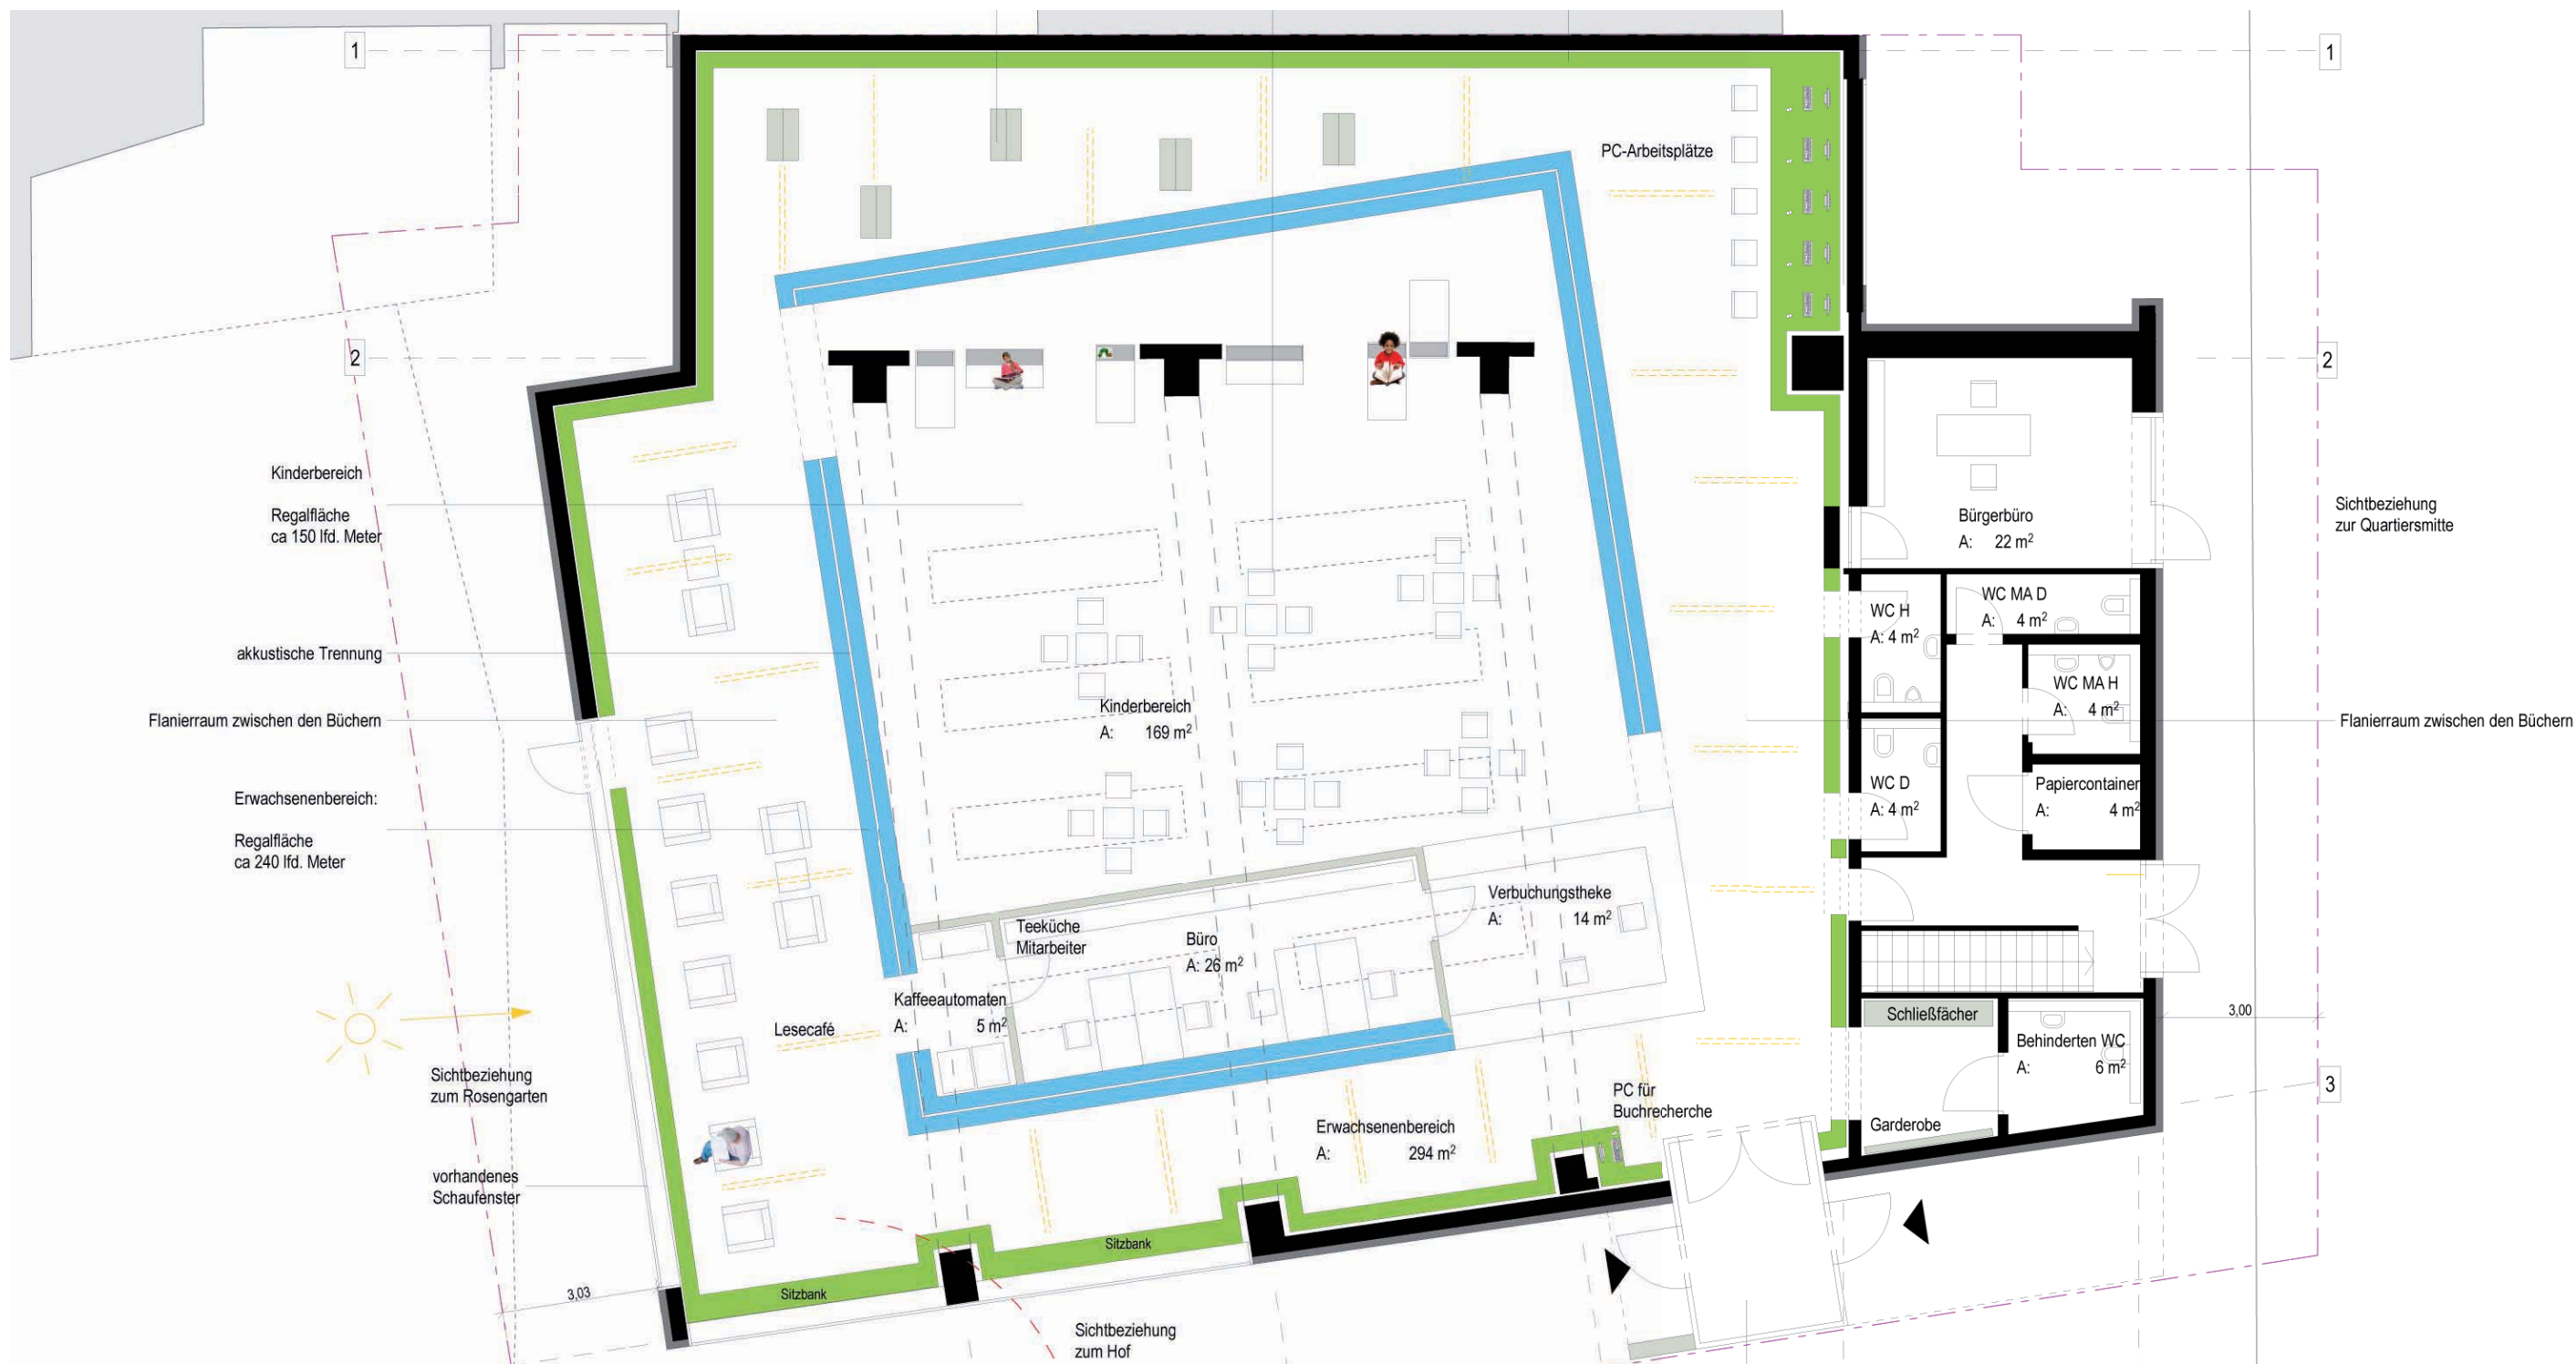 1
1
PC-Arbeitsplätze
2
2
Kinderbereich
Regalfläche
ca 150 lfd. Meter
Sichtbeziehung
zur Quartiersmitte
Bürgerbüro
A: 22 m²
WC H
A: 4 m²
WC MA D
A: 4 m²
akkustische Trennung
WC MA H
A: 4 m²
Flanierraum zwischen den Büchern
Kinderbereich
A: 169 m²
Flanierraum zwischen den Büchern
WC D
A: 4 m²
Papiercontainer
A: 4 m²
Erwachsenenbereich:
Regalfläche
ca 240 lfd. Meter
Teeküche
Mitarbeiter
Büro
A: 26 m²
Verbuchungstheke
A: 14 m²
Kaffeeautomaten
A: 5 m²
Lesecafé
Schließfächer
3,00
Behinderten WC
A: 6 m²
Sichtbeziehung
zum Rosengarten
PC für
Buchrecherche
3
Erwachsenenbereich
A: 294 m²
Garderobe
vorhandenes
Schaufenster
Sitzbank
Sitzbank
3,03
Sichtbeziehung
zum Hof